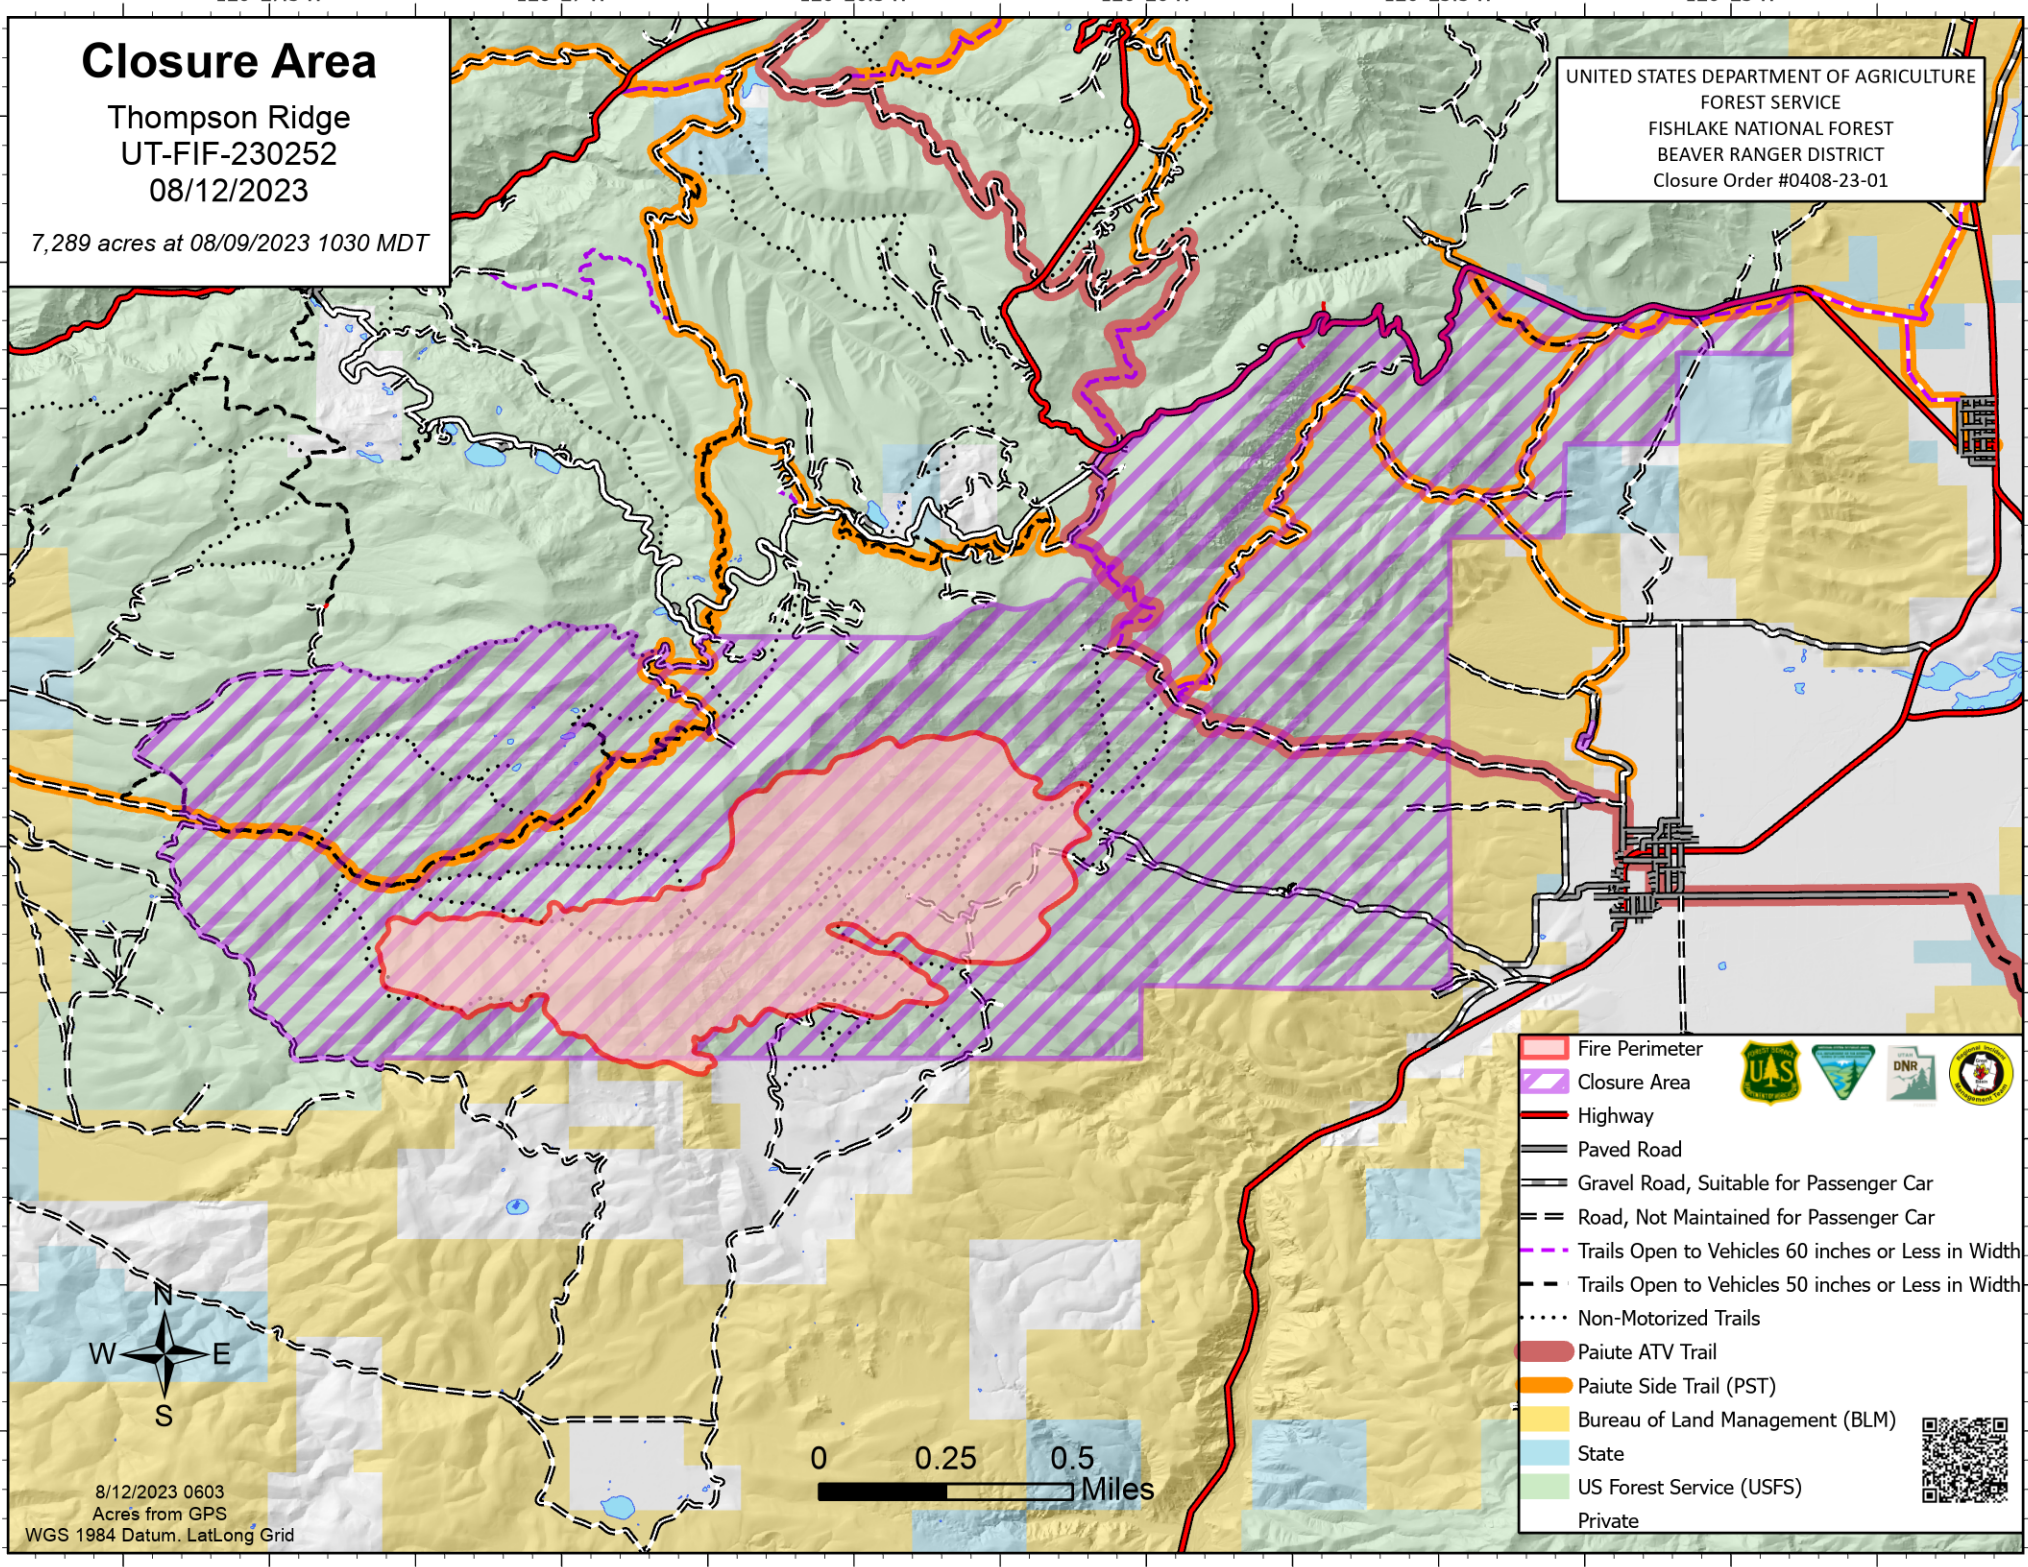 Closure Area
Thompson Ridge
UT-FIF-230252
08/12/2023
7,289 acres at 08/09/2023 1030 MDT
UNITED STATES DEPARTMENT OF AGRICULTURE
FOREST SERVICE
FISHLAKE NATIONAL FOREST
BEAVER RANGER DISTRICT
Closure Order #0408-23-01
Fire Perimeter
Closure Area
Highway
Paved Road
Gravel Road, Suitable for Passenger Car
Road, Not Maintained for Passenger Car
Trails Open to Vehicles 60 inches or Less in Width
Trails Open to Vehicles 50 inches or Less in Width
Non-Motorized Trails
Paiute ATV Trail
Paiute Side Trail (PST)
Bureau of Land Management (BLM)
State
US Forest Service (USFS)
Private
FOREST SERVICE
UAS
UTAH
DNR
N
W E
S
0 0.25 0.5
Miles
8/12/2023 0603
Acres from GPS
WGS 1984 Datum. LatLong Grid